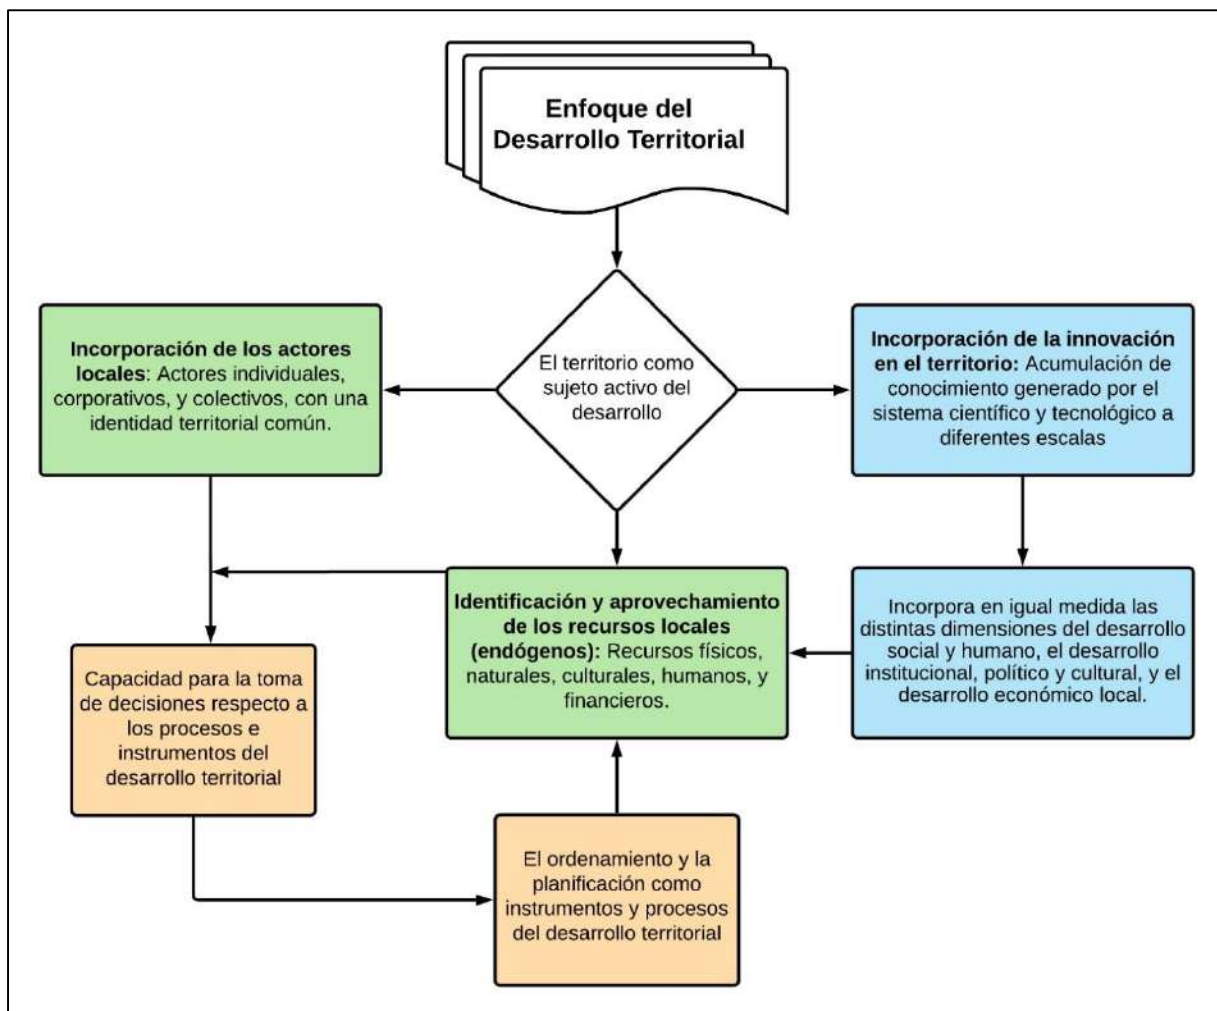 Enfoque del
Desarrollo Territorial
El territorio como
sujeto activo del
desarrollo
Incorporación de los actores
locales: Actores individuales,
corporativos, y colectivos, con una
identidad territorial común.
Incorporación de la innovación
en el territorio: Acumulación de
conocimiento generado por el
sistema científico y tecnológico a
diferentes escalas
Identificación y aprovechamiento
de los recursos locales
(endógenos): Recursos físicos,
naturales, culturales, humanos, y
financieros.
Incorpora en igual medida las
distintas dimensiones del desarrollo
social y humano, el desarrollo
institucional, político y cultural, y el
desarrollo económico local.
Capacidad para la toma
de decisiones respecto a
los procesos e
instrumentos del
desarrollo territorial
El ordenamiento y la
planificación como
instrumentos y procesos
del desarrollo territorial